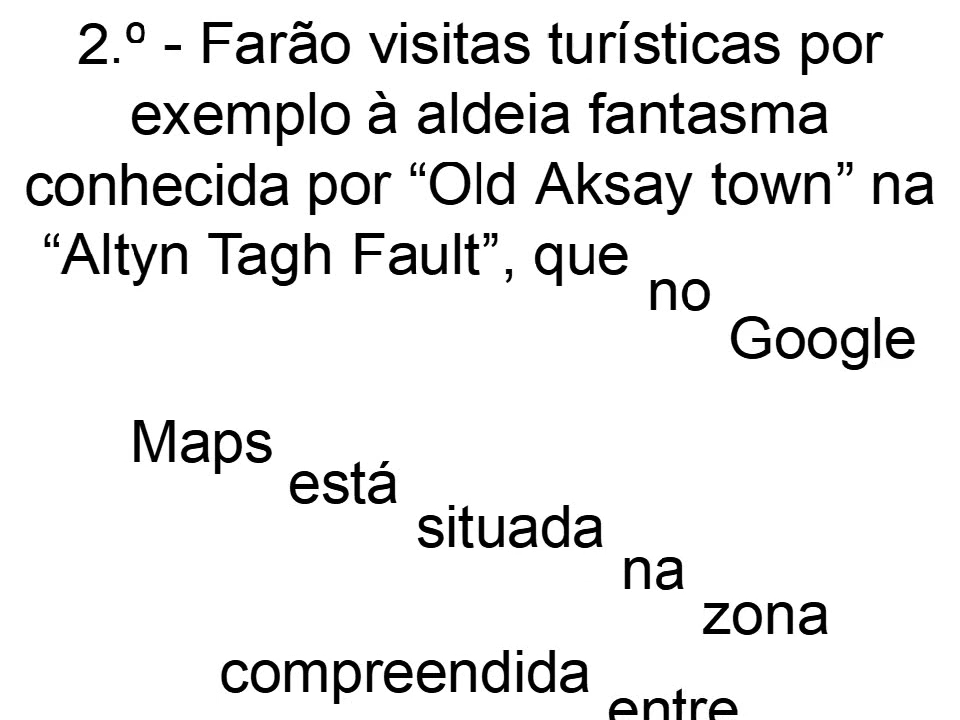 2.º - Farão visitas turísticas por
exemplo à aldeia fantasma
conhecida por “Old Aksay town” na
“Altyn Tagh Fault”, que no Google
Maps está situada na zona
compreendida entre